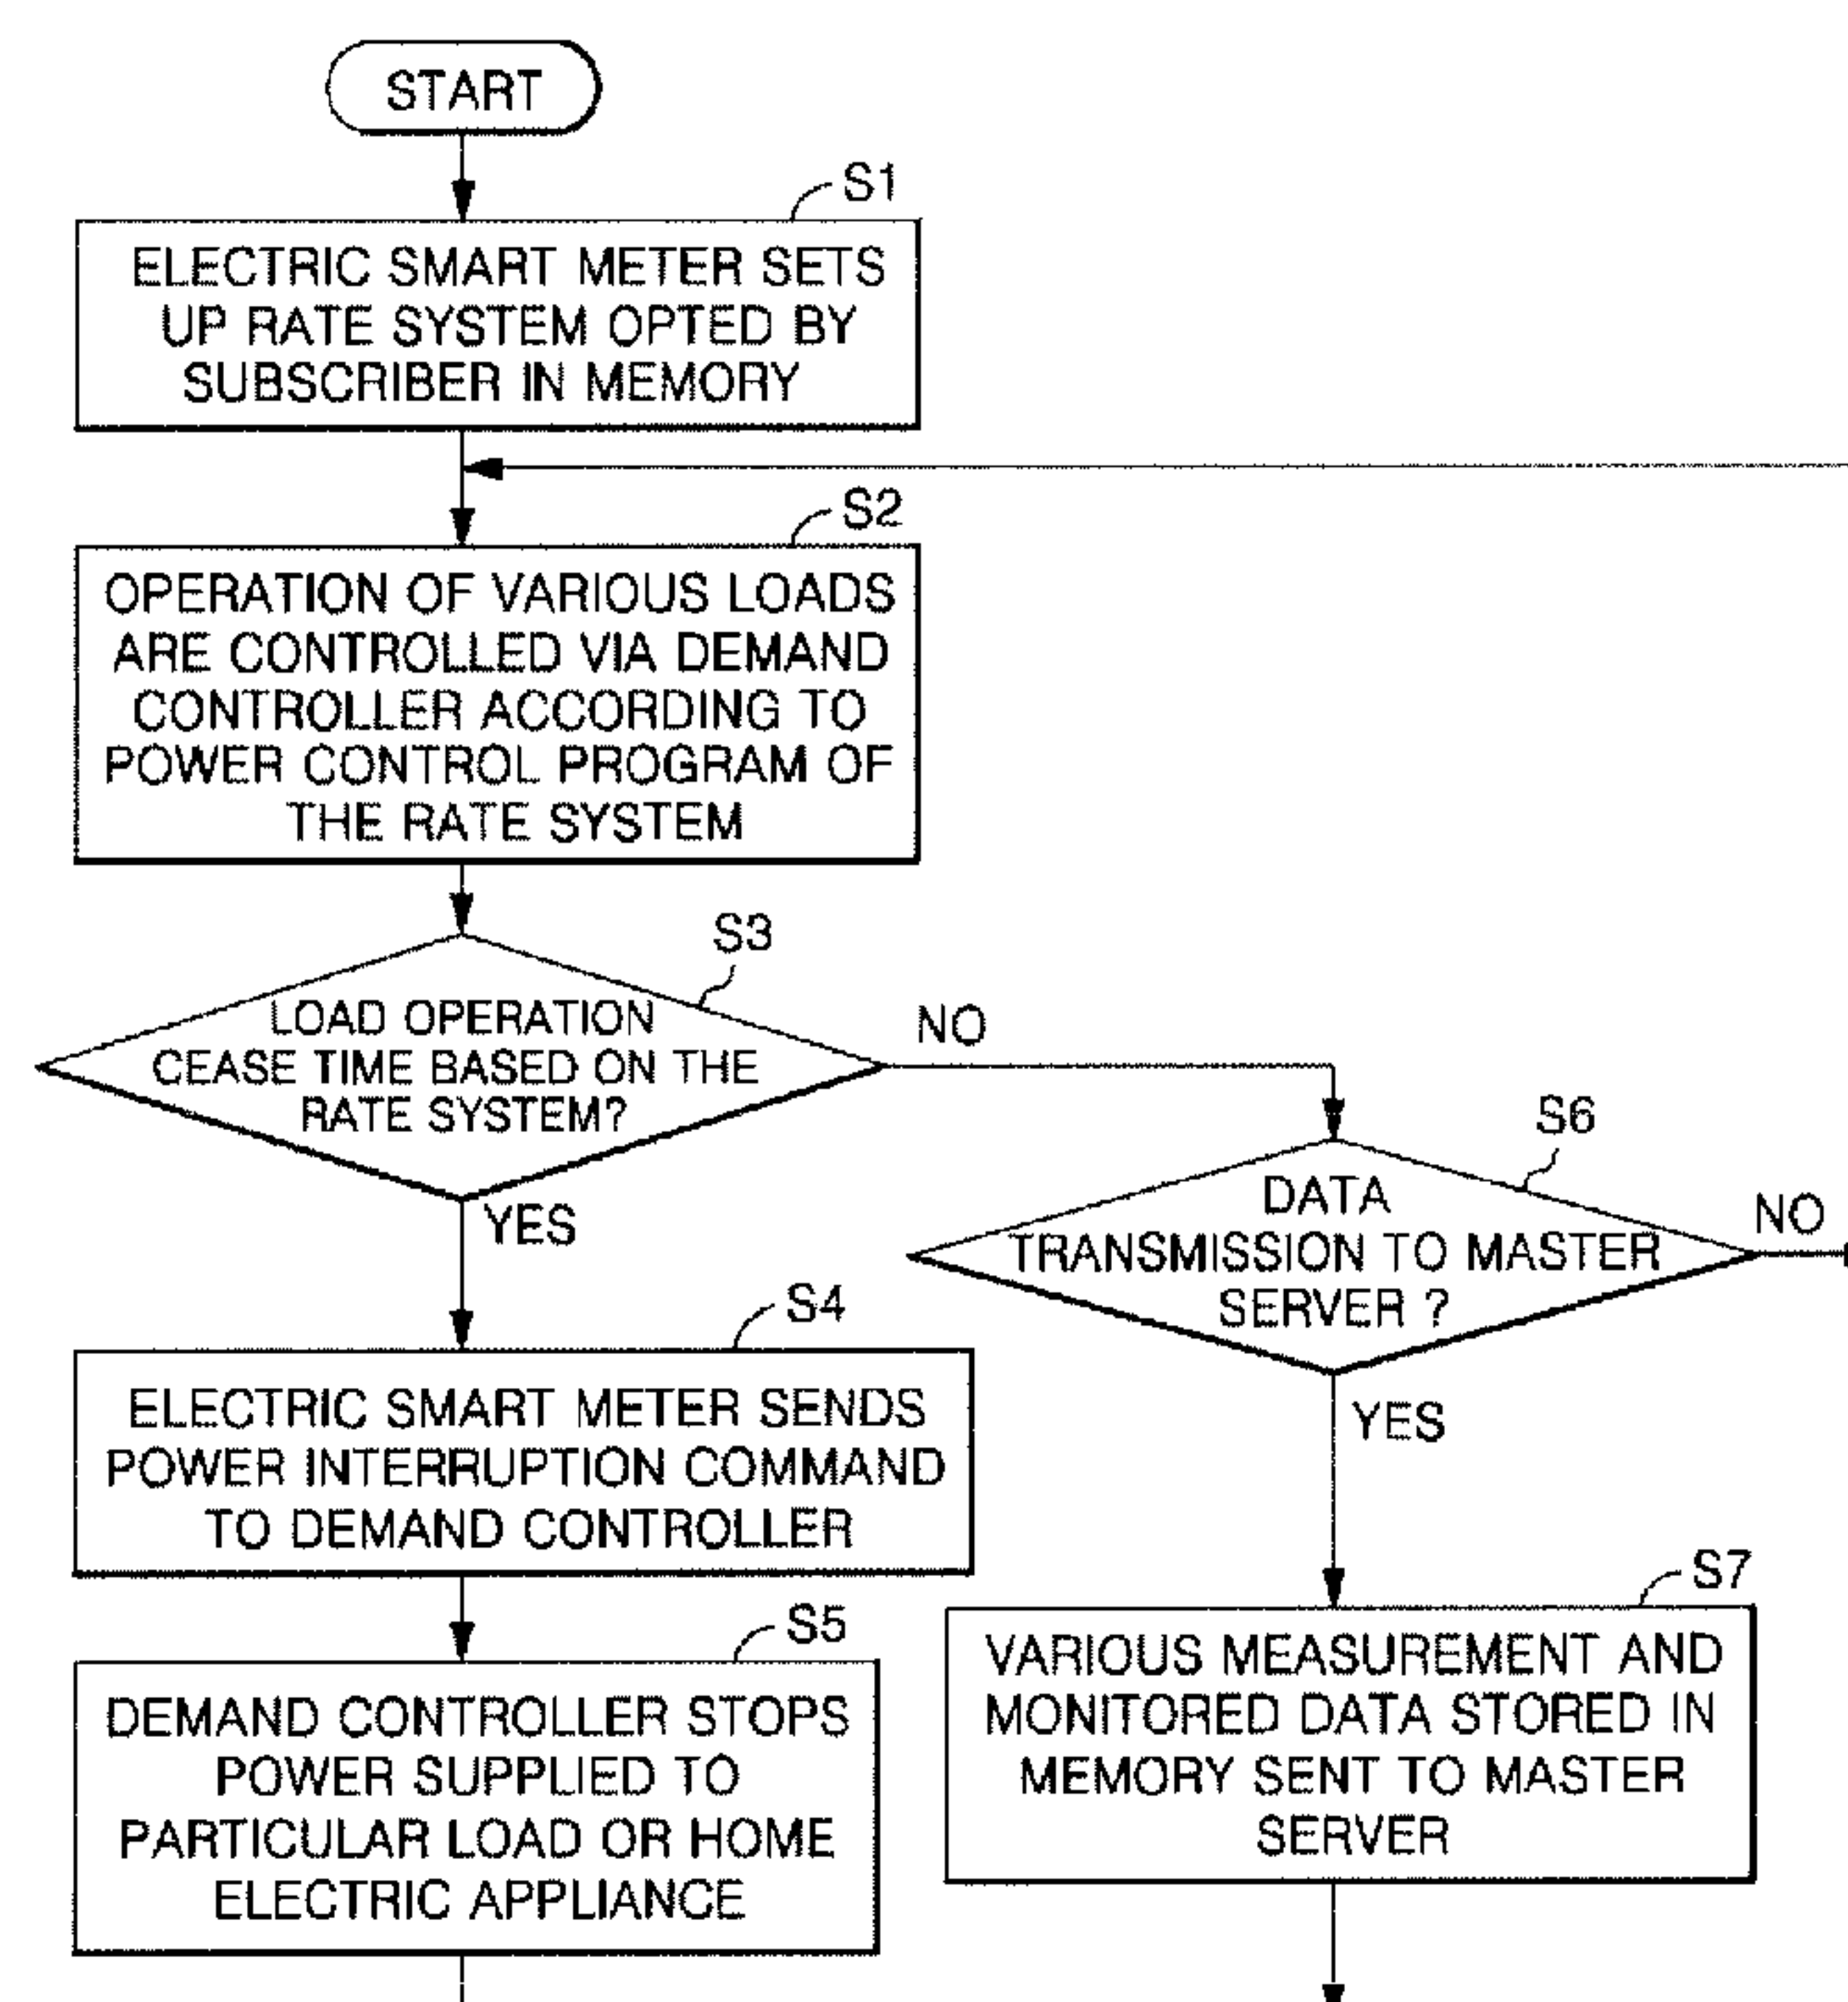 START
S1
ELECTRIC SMART METER SETS
UP RATE SYSTEM OPTED BY
SUBSCRIBER IN MEMORY
S2
OPERATION OF VARIOUS LOADS
ARE CONTROLLED VIA DEMAND
CONTROLLER ACCORDING TO
POWER CONTROL PROGRAM OF
THE RATE SYSTEM
S3
LOAD OPERATION
CEASE TIME BASED ON THE
RATE SYSTEM?
NO
YES
S6
DATA
TRANSMISSION TO MASTER
SERVER ?
NO
YES
S4
ELECTRIC SMART METER SENDS
POWER INTERRUPTION COMMAND
TO DEMAND CONTROLLER
S5
DEMAND CONTROLLER STOPS
POWER SUPPLIED TO
PARTICULAR LOAD OR HOME
ELECTRIC APPLIANCE
S7
VARIOUS MEASUREMENT AND
MONITORED DATA STORED IN
MEMORY SENT TO MASTER
SERVER